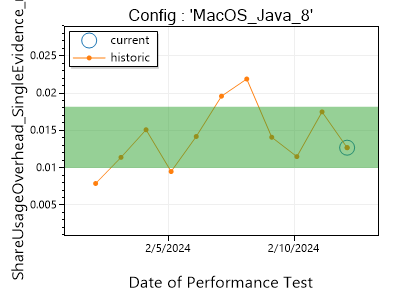 Config : 'MacOS_Java_8'
current
historic
0.025
0.02
0.015
0.01
0.005
ShareUsageOverhead_SingleEvidence_
2/5/2024
2/10/2024
Date of Performance Test